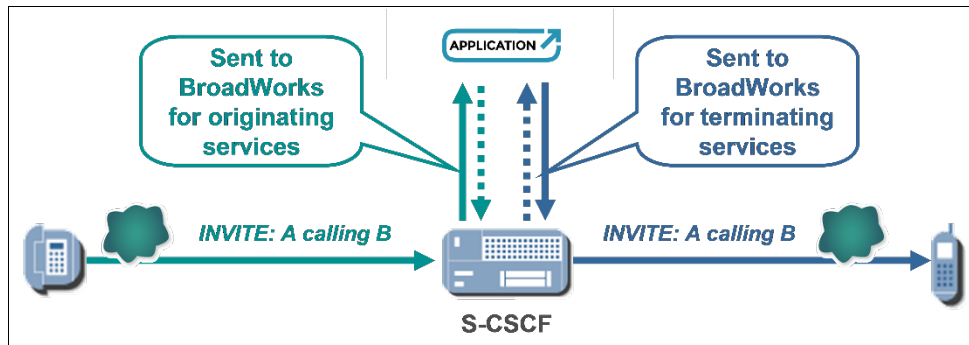 APPLICATION
Sent to
BroadWorks
for originating
services
Sent to
BroadWorks
for terminating
services
INVITE: A calling B
INVITE: A calling B
S-CSCF